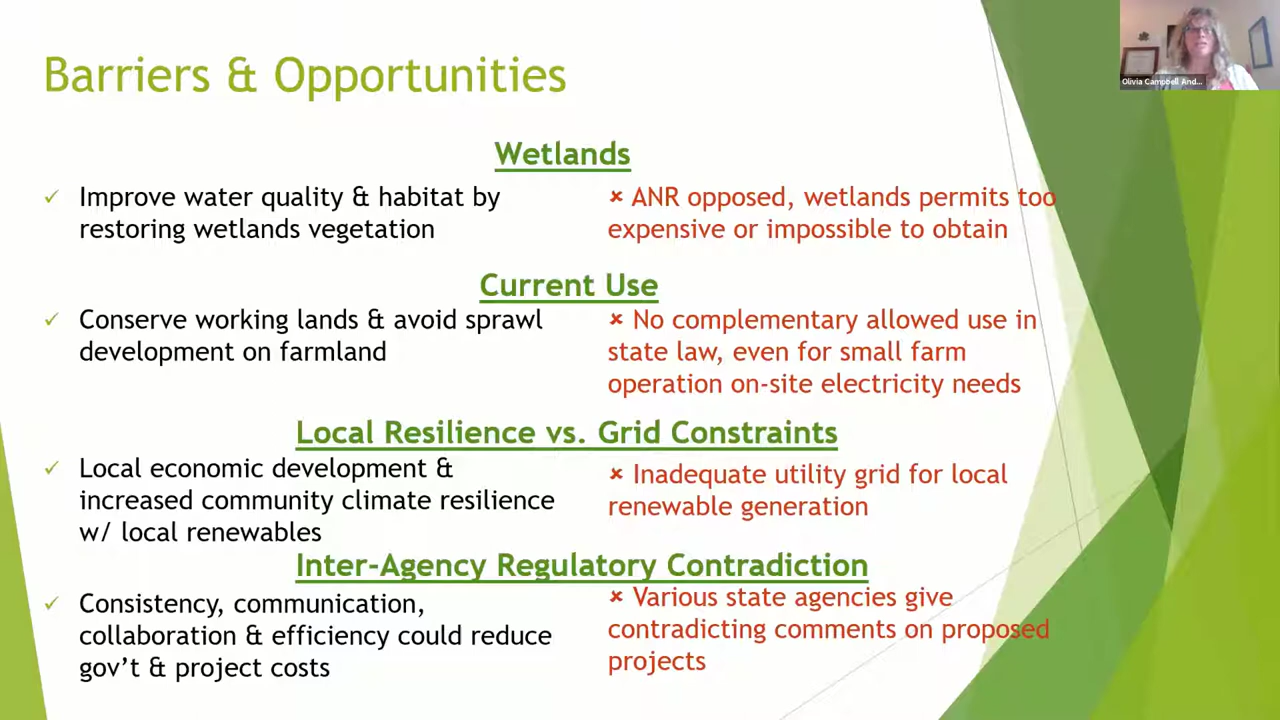 Barriers & Opportunities
Olivia Campbell And...
Wetlands
✓ Improve water quality & habitat by
restoring wetlands vegetation
× ANR opposed, wetlands permits too
expensive or impossible to obtain
Current Use
✓ Conserve working lands & avoid sprawl
development on farmland
× No complementary allowed use in
state law, even for small farm
operation on-site electricity needs
Local Resilience vs. Grid Constraints
✓ Local economic development &
increased community climate resilience
w/ local renewables
× Inadequate utility grid for local
renewable generation
Inter-Agency Regulatory Contradiction
✓ Consistency, communication,
collaboration & efficiency could reduce
gov't & project costs
× Various state agencies give
contradicting comments on proposed
projects